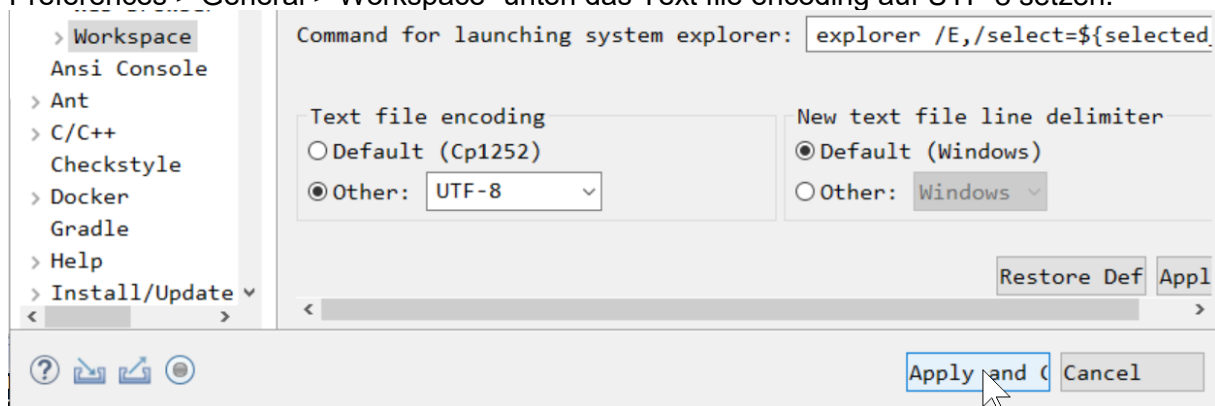 Preferences > General > Workspace unten das Text file encoding auf UTF-8 setzen.
> Workspace
Command for launching system explorer: explorer /E,/select=${selected_
Ansi Console
> Ant
Text file encoding
New text file line delimiter
> C/C++
Default (Cp1252)
Default (Windows)
Checkstyle
Other: UTF-8
Other: Windows
> Docker
Gradle
> Help
Restore Def
Appl
> Install/Update
Apply and C
Cancel